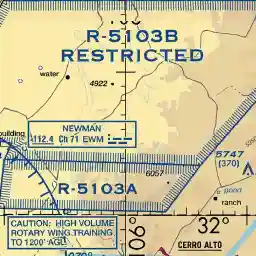 R-5103B
RESTRICTED
water
4922
NEWMAN
112.4 Ch 71 EWM
building
5747
(370)
6057
R-5103A
pond
ranch
CAUTION: HIGH VOLUME
ROTARY WING TRAINING
TO 1200' AGL
106°
32°
CERRO ALTO